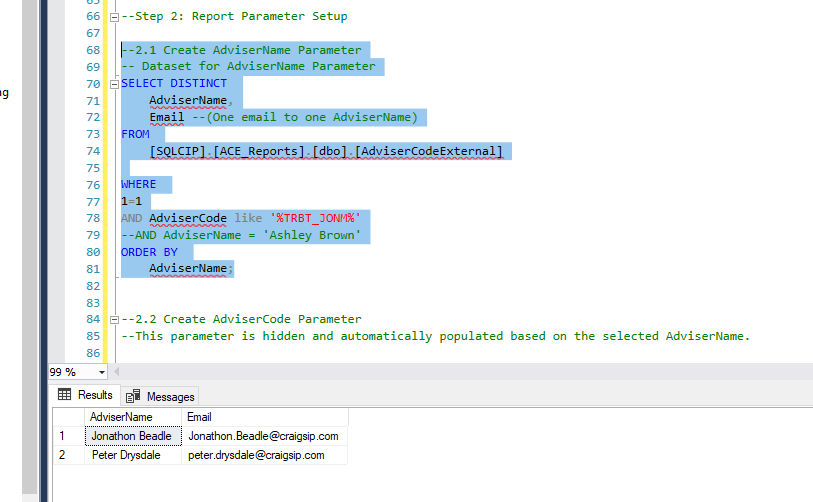 65
66 --Step 2: Report Parameter Setup
67
68 --2.1 Create AdviserName Parameter
69 -- Dataset for AdviserName Parameter
ng
70 SELECT DISTINCT
71 AdviserName,
72 Email --(One email to one AdviserName)
73 FROM
74 [SQLCIP].[ACE_Reports].[dbo].[AdviserCodeExternal]
75
76 WHERE
77 1=1
78 AND AdviserCode like '%TRBT_JONM%'
79 --AND AdviserName = 'Ashley Brown'
80 ORDER BY
81 AdviserName;
82
83
84 --2.2 Create AdviserCode Parameter
85 --This parameter is hidden and automatically populated based on the selected AdviserName.
86
99 %
Results Messages
AdviserName Email
1 Jonathon Beadle Jonathon.Beadle@craigsip.com
2 Peter Drysdale peter.drysdale@craigsip.com